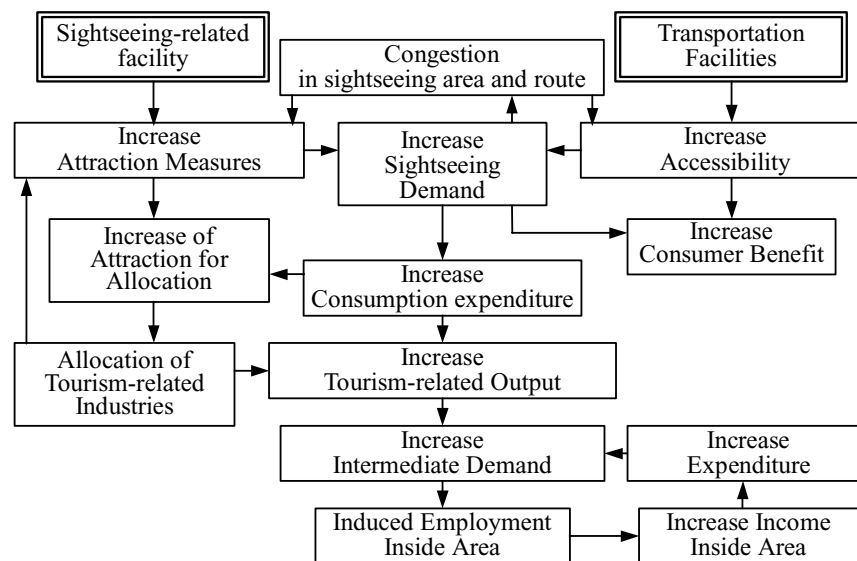 Sightseeing-related
facility
Congestion
in sightseeing area and route
Transportation
Facilities
Increase
Attraction Measures
Increase
Sightseeing
Demand
Increase
Accessibility
Increase of
Attraction for
Allocation
Increase
Consumer Benefit
Increase
Consumption expenditure
Allocation of
Tourism-related
Industries
Increase
Tourism-related Output
Increase
Intermediate Demand
Increase
Expenditure
Induced Employment
Inside Area
Increase Income
Inside Area